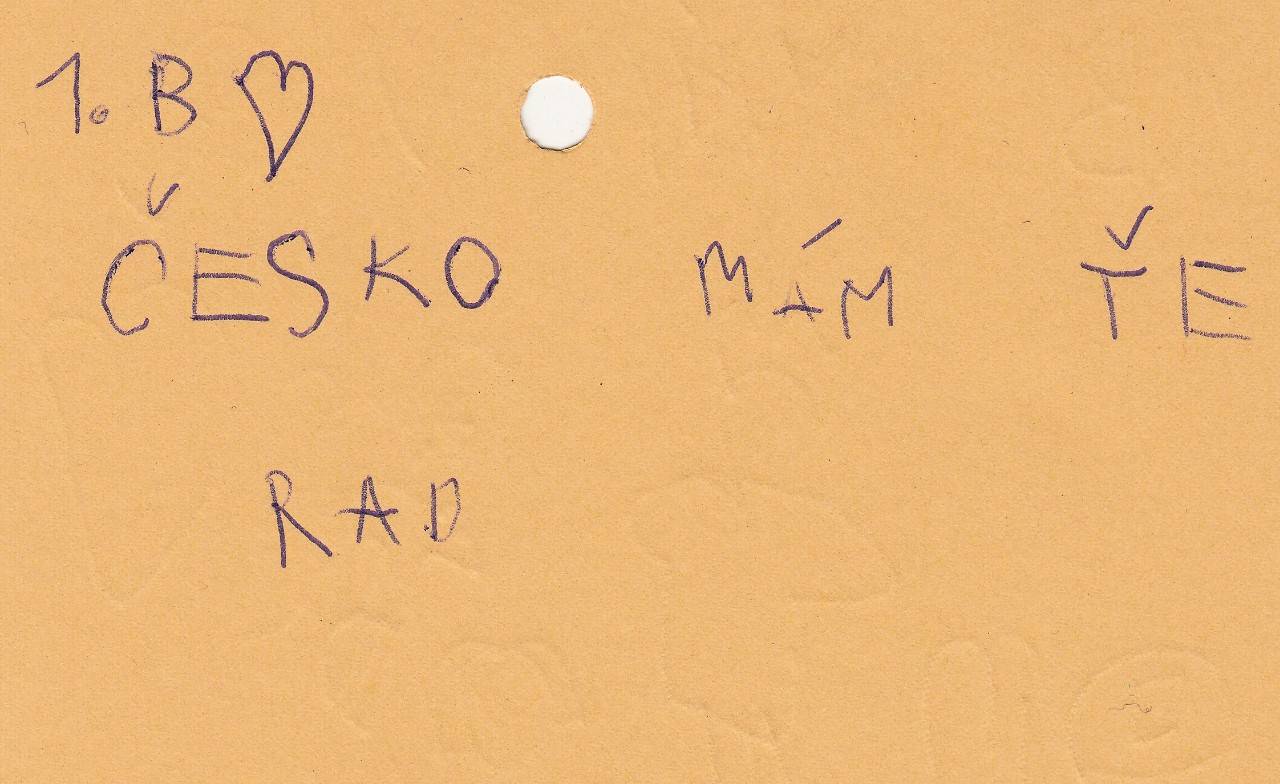 1. B ♡
ČESKO MÁM ŤE
RAD